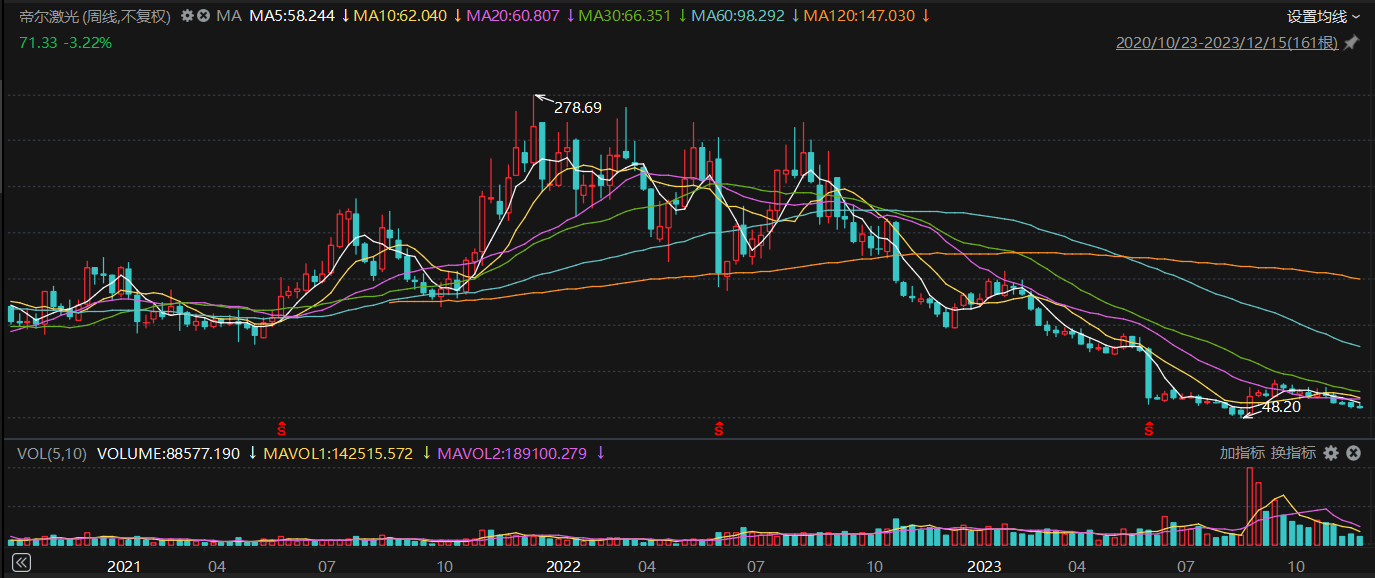 帝尔激光 (周线,不复权) MA MA5:58.244 ↓ MA10:62.040 ↓ MA20:60.807 ↓ MA30:66.351 ↓ MA60:98.292 ↓ MA120:147.030 ↓ 设置均线
71.33 -3.22% 2020/10/23-2023/12/15(161根)
278.69
48.20
S S S
VOL(5,10) VOLUME:88577.190 ↓ MAVOL1:142515.572 ↓ MAVOL2:189100.279 ↓ 加指标 换指标
2021 04 07 10 2022 04 07 10 2023 04 07 10